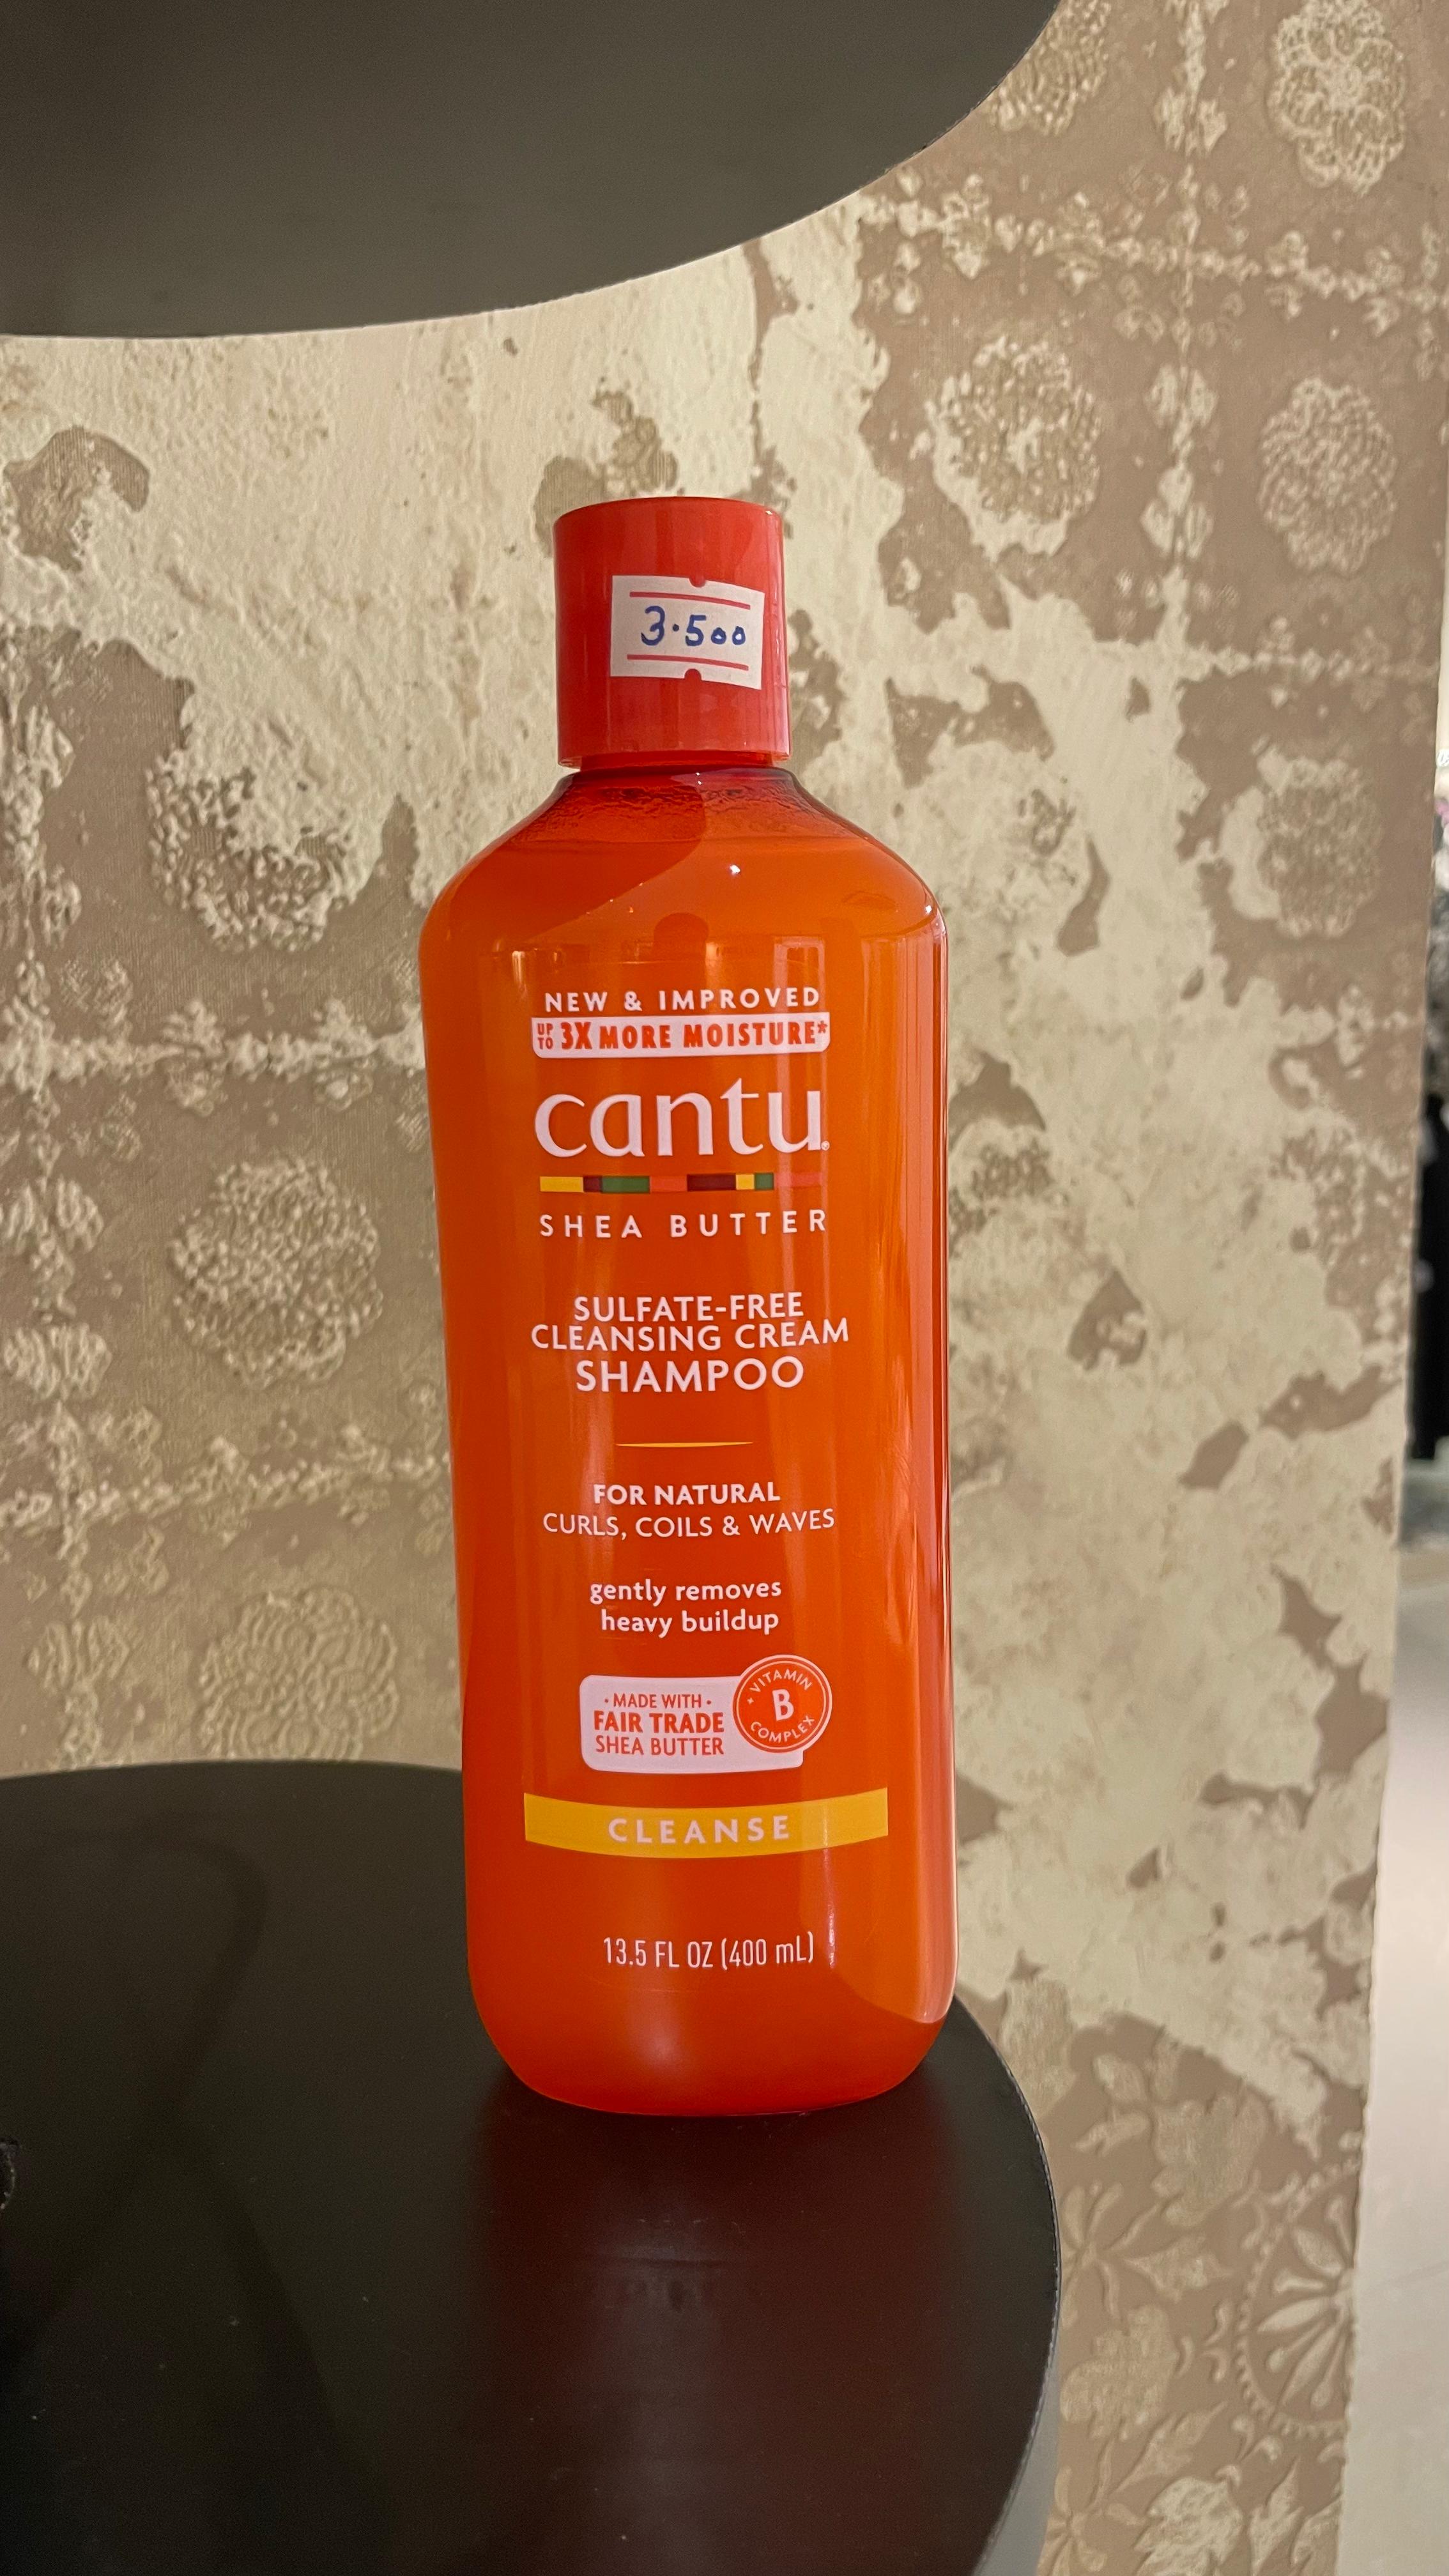 3.500
NEW & IMPROVED
UP TO 3X MORE MOISTURE*
cantu®
SHEA BUTTER
SULFATE-FREE
CLEANSING CREAM
SHAMPOO
FOR NATURAL
CURLS, COILS & WAVES
gently removes
heavy buildup
• MADE WITH •
FAIR TRADE
SHEA BUTTER
• VITAMIN
B
COMPLEX •
CLEANSE
13.5 FL OZ (400 mL)